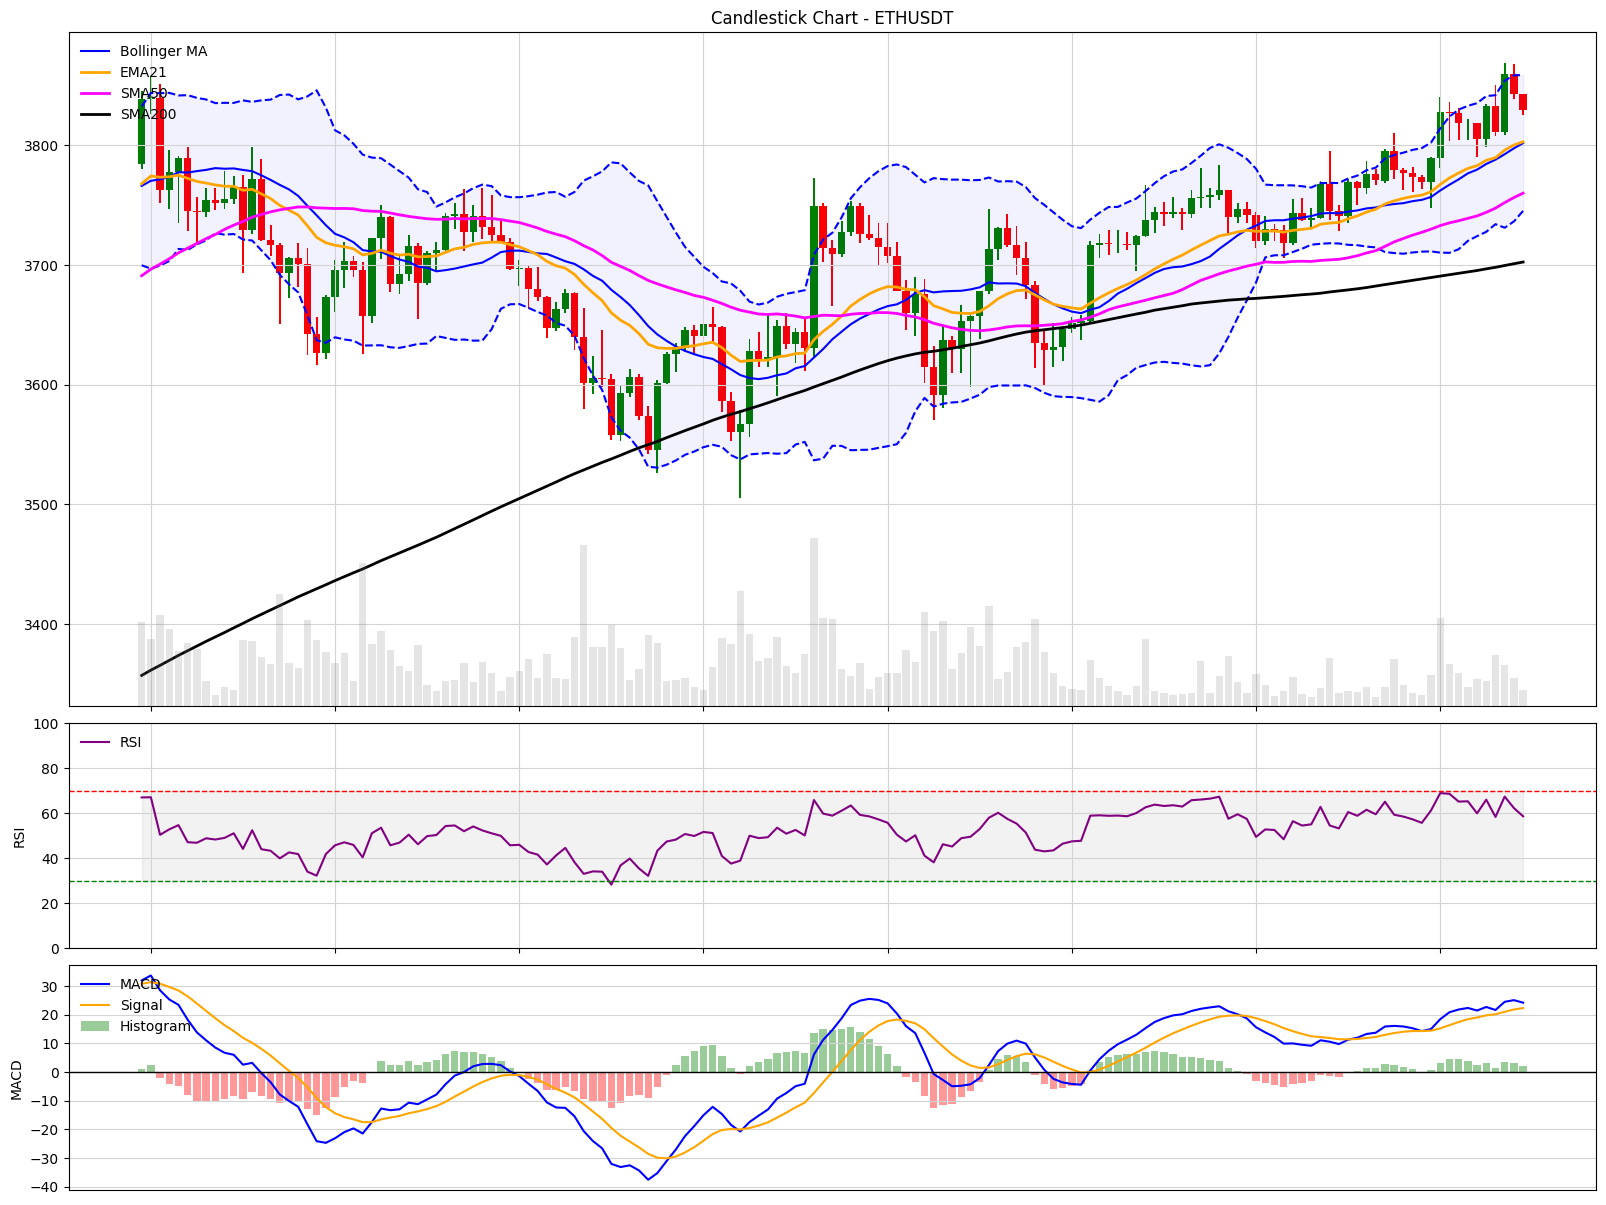 Candlestick Chart - ETHUSDT
Bollinger MA
EMA21
SMA50
SMA200
3800
3700
3600
3500
3400
100
80
60
40
20
0
RSI
RSI
30
20
10
0
−10
−20
−30
−40
MACD
MACD
Signal
Histogram